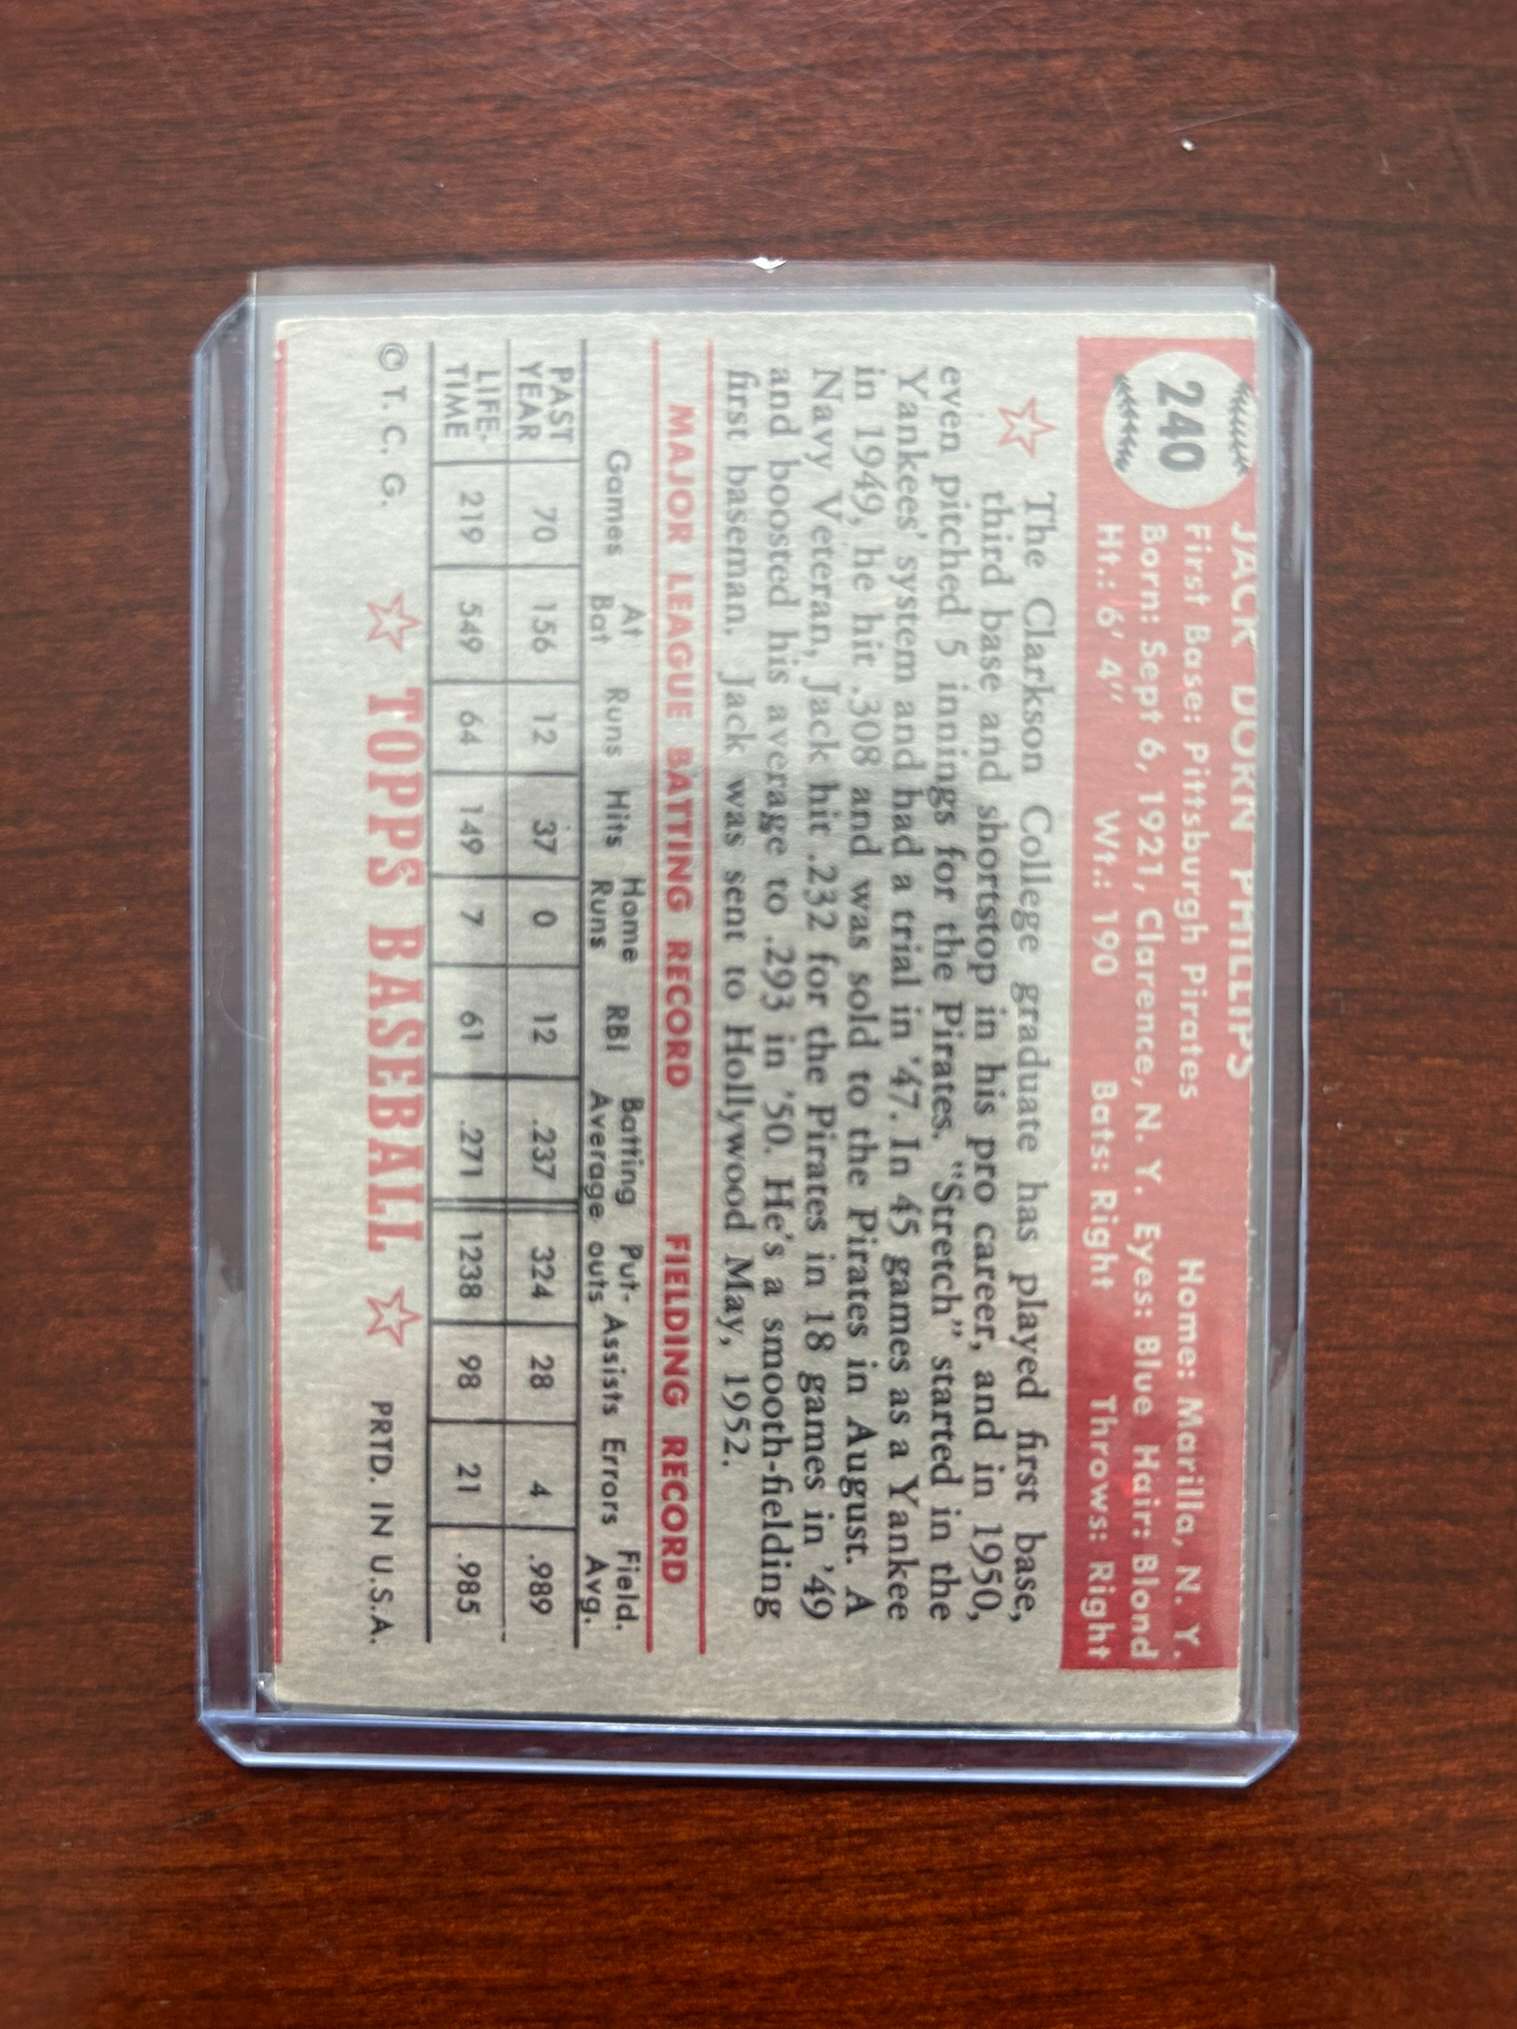 240
JACK DORN PHILLIPS
First Base: Pittsburgh Pirates Home: Marilla, N. Y.
Born: Sept 6, 1921, Clarence, N. Y. Eyes: Blue Hair: Blond
Ht.: 6' 4" Wt.: 190 Bats: Right Throws: Right
The Clarkson College graduate has played first base,
third base and shortstop in his pro career, and in 1950,
even pitched 5 innings for the Pirates. "Stretch" started in the
Yankees' system and had a trial in '47. In 45 games as a Yankee
in 1949, he hit .308 and was sold to the Pirates in August. A
Navy Veteran, Jack hit .232 for the Pirates in 18 games in '49
and boosted his average to .293 in '50. He's a smooth-fielding
first baseman. Jack was sent to Hollywood May, 1952.
MAJOR LEAGUE BATTING RECORD FIELDING RECORD
Games At Bat Runs Hits Home Runs RBI Batting Average Put-outs Assists Errors Field. Avg.
PAST YEAR 70 156 12 37 0 12 .237 324 28 4 .989
LIFE-TIME 219 549 64 149 7 61 .271 1238 98 21 .985
© T. C. G. TOPPS BASEBALL PRTD. IN U.S.A.